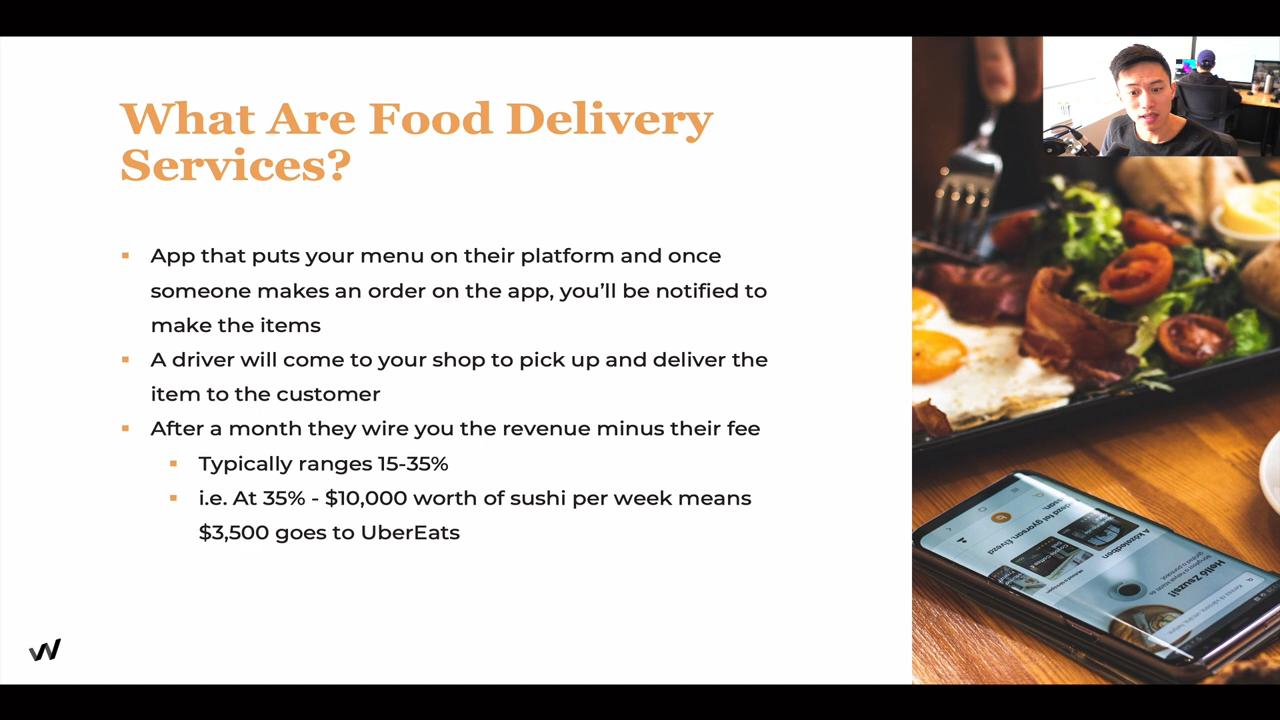 What Are Food Delivery
Services?
▪ App that puts your menu on their platform and once
someone makes an order on the app, you’ll be notified to
make the items
▪ A driver will come to your shop to pick up and deliver the
item to the customer
▪ After a month they wire you the revenue minus their fee
▪ Typically ranges 15-35%
▪ i.e. At 35% - $10,000 worth of sushi per week means
$3,500 goes to UberEats
W
Helló Zsuzsi!
A közeledben